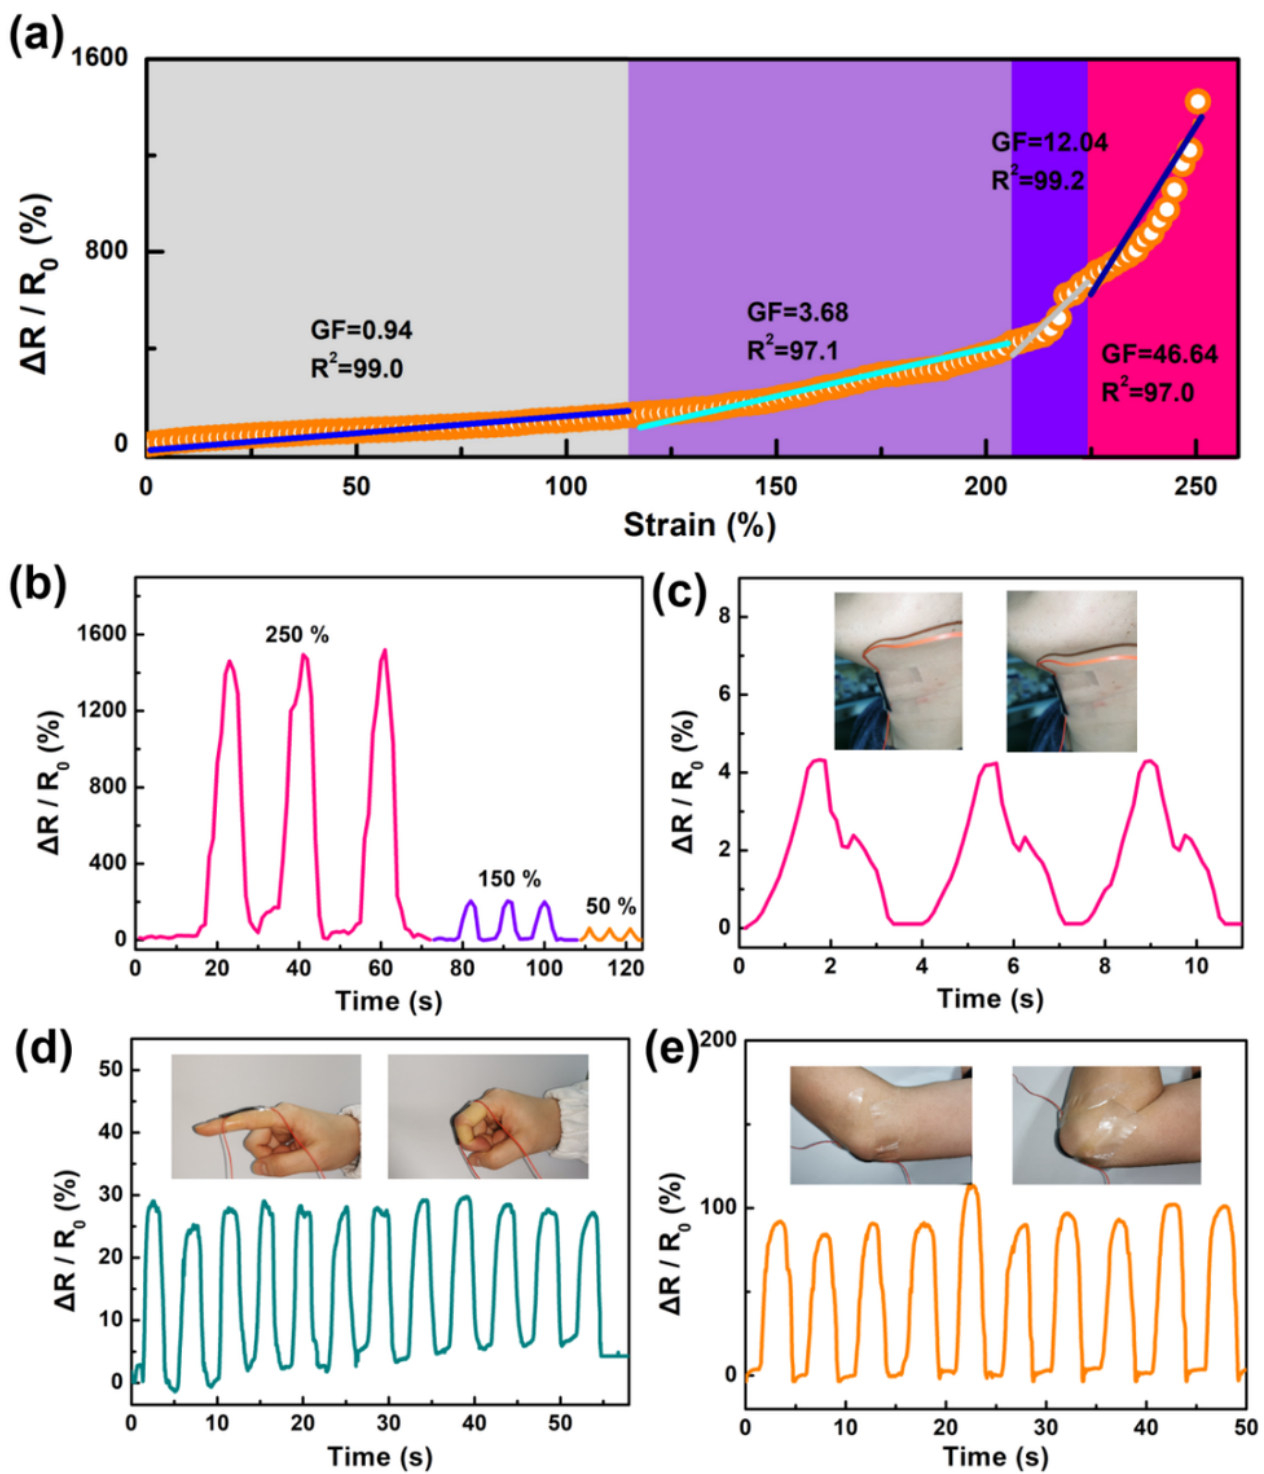 (a)
1600
800
0
ΔR / R0 (%)
GF=0.94
R2=99.0
GF=3.68
R2=97.1
GF=12.04
R2=99.2
GF=46.64
R2=97.0
0 50 100 150 200 250
Strain (%)
(b)
1600
1200
800
400
0
ΔR / R0 (%)
250 %
150 %
50 %
0 20 40 60 80 100 120
Time (s)
(c)
8
6
4
2
0
ΔR / R0 (%)
0 2 4 6 8 10
Time (s)
(d)
50
40
30
20
10
0
ΔR / R0 (%)
0 10 20 30 40 50
Time (s)
(e)
200
100
0
ΔR / R0 (%)
0 10 20 30 40 50
Time (s)